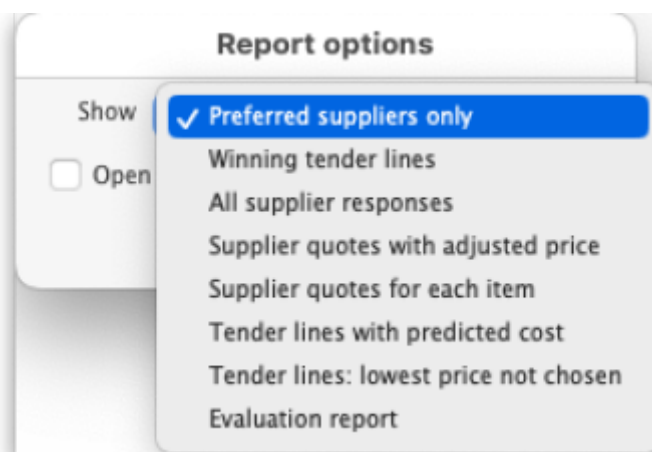 Report options
Show
✓ Preferred suppliers only
Winning tender lines
Open
All supplier responses
Supplier quotes with adjusted price
Supplier quotes for each item
Tender lines with predicted cost
Tender lines: lowest price not chosen
Evaluation report